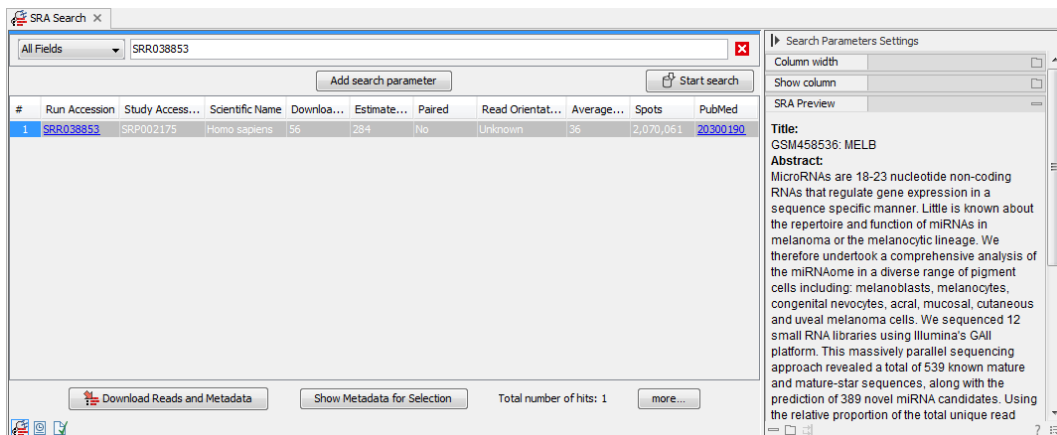 SRA Search
All Fields
SRR038853
Add search parameter
Start search
# Run Accession Study Access... Scientific Name Downloa... Estimate... Paired Read Orientat... Average... Spots PubMed
1 SRR038853 SRP002175 Homo sapiens 56 284 No Unknown 36 2,070,061 20300190
Download Reads and Metadata
Show Metadata for Selection
Total number of hits: 1
more...
Search Parameters Settings
Column width
Show column
SRA Preview
Title:
GSM458536: MELB
Abstract:
MicroRNAs are 18-23 nucleotide non-coding
RNAs that regulate gene expression in a
sequence specific manner. Little is known about
the repertoire and function of miRNAs in
melanoma or the melanocytic lineage. We
therefore undertook a comprehensive analysis of
the miRNAome in a diverse range of pigment
cells including: melanoblasts, melanocytes,
congenital nevocytes, acral, mucosal, cutaneous
and uveal melanoma cells. We sequenced 12
small RNA libraries using Illumina's GAII
platform. This massively parallel sequencing
approach revealed a total of 539 known mature
and mature-star sequences, along with the
prediction of 389 novel miRNA candidates. Using
the relative proportion of the total unique read
?